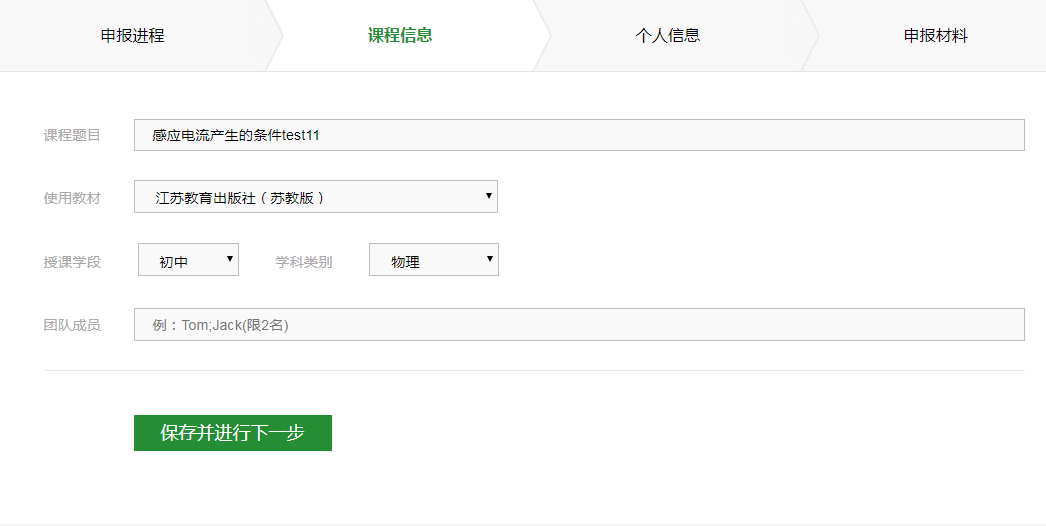 申报进程 课程信息 个人信息 申报材料
课程题目 感应电流产生的条件test11
使用教材 江苏教育出版社（苏教版）
授课学段 初中 学科类别 物理
团队成员 例：Tom;Jack(限2名)
保存并进行下一步